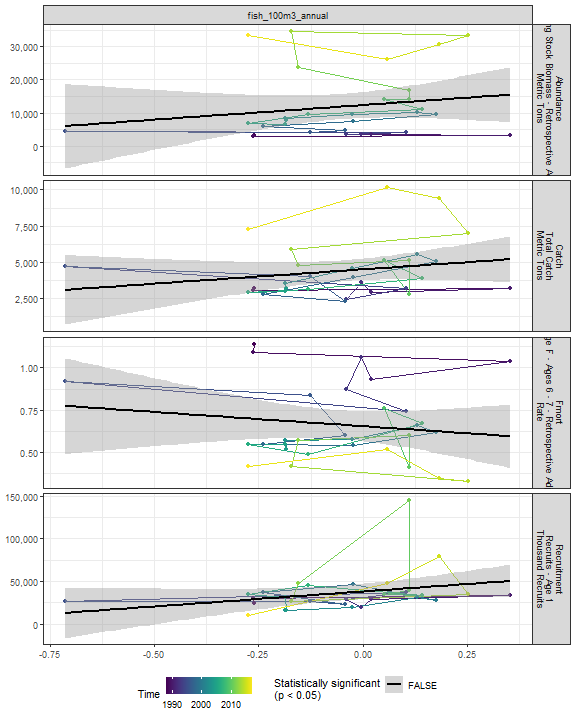 fish_100m3_annual
30,000
20,000
10,000
0
Abundance
ng Stock Biomass - Retrospective A
Metric Tons
10,000
7,500
5,000
2,500
Catch
Total Catch
Metric Tons
1.00
0.75
0.50
Fmort
ge F - Ages 6 - 7 - Retrospective Ad
Rate
150,000
100,000
50,000
0
Recruitment
Recruits - Age 1
Thousand Recruits
-0.75
-0.50
-0.25
0.00
0.25
Time
1990 2000 2010
Statistically significant
(p < 0.05)
FALSE